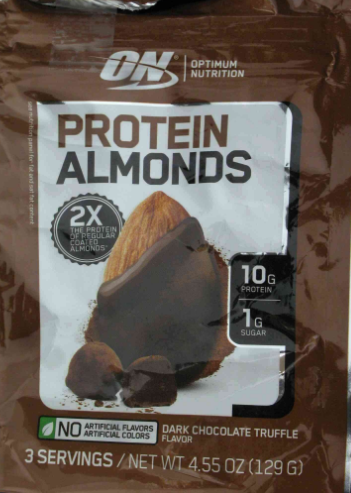 ON
OPTIMUM
NUTRITION
PROTEIN
ALMONDS
2X
THE PROTEIN
OF REGULAR
COATED
ALMONDS
10G
PROTEIN
1G
SUGAR
NO ARTIFICIAL FLAVORS
ARTIFICIAL COLORS
DARK CHOCOLATE TRUFFLE
FLAVOR
3 SERVINGS / NET WT 4.55 OZ (129 G)